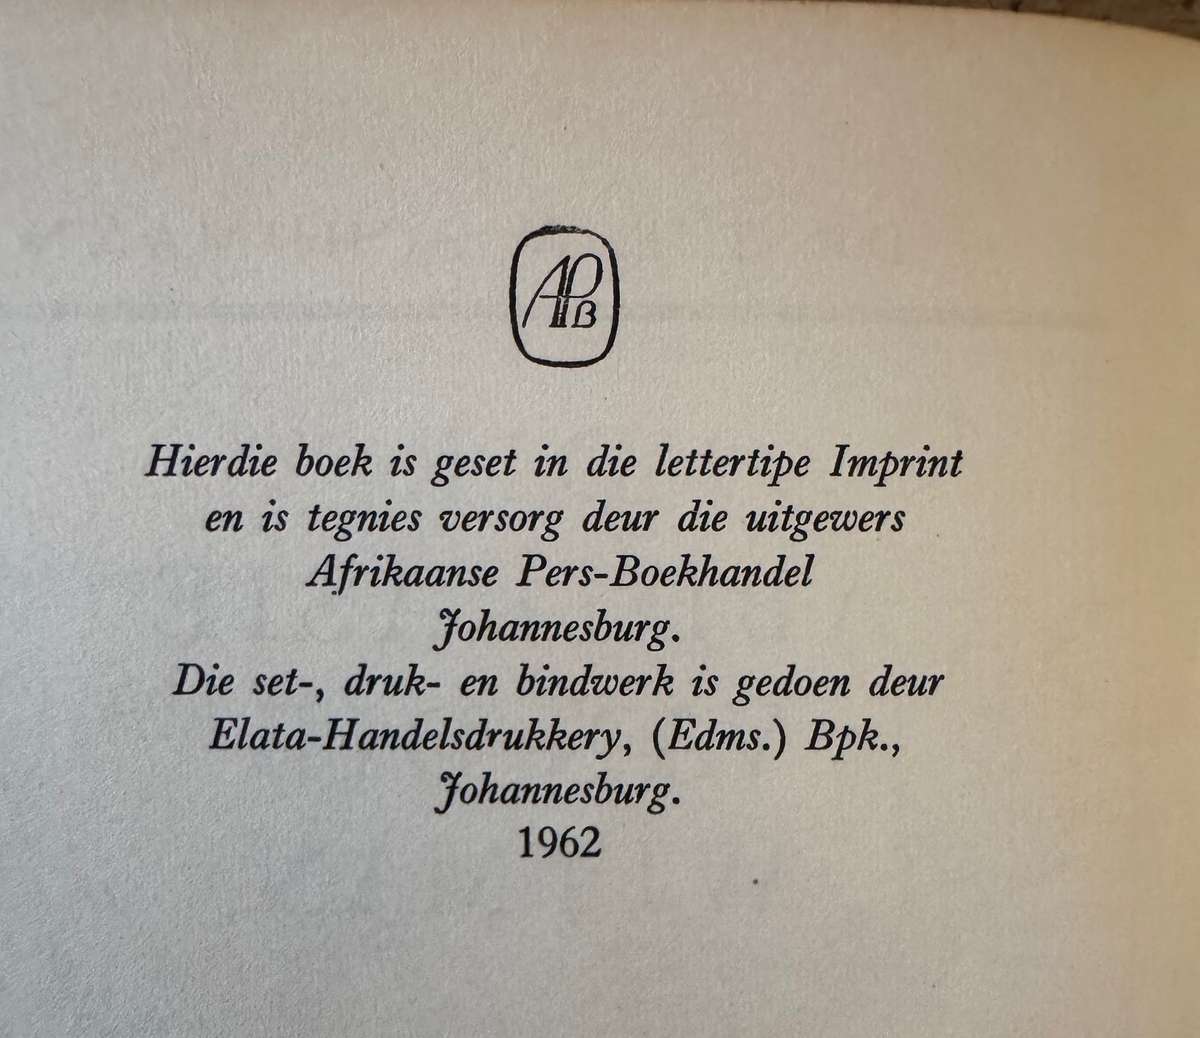 APB
Hierdie boek is geset in die lettertipe Imprint
en is tegnies versorg deur die uitgewers
Afrikaanse Pers-Boekhandel
Johannesburg.
Die set-, druk- en bindwerk is gedoen deur
Elata-Handelsdrukkery, (Edms.) Bpk.,
Johannesburg.
1962